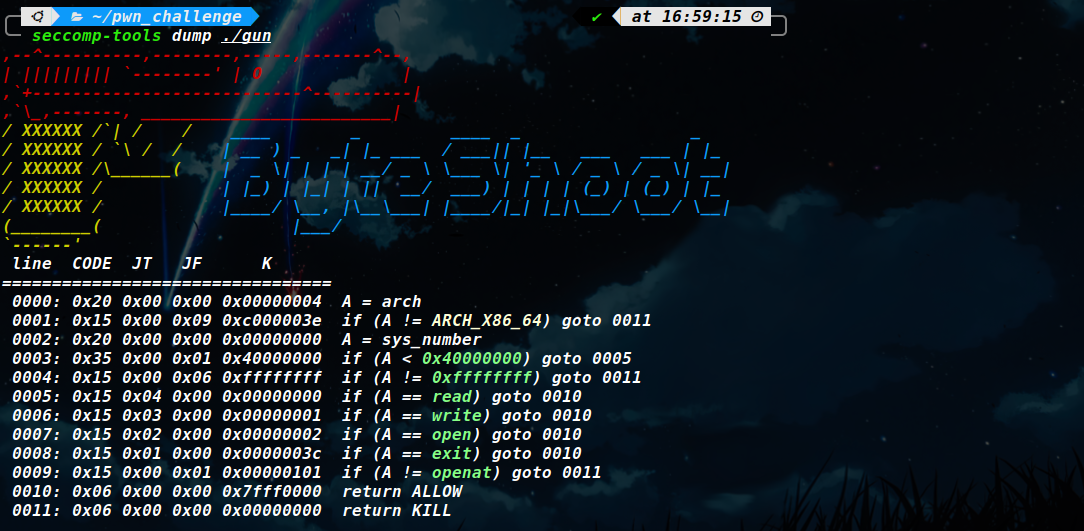 ~/pwn_challenge ✔ at 16:59:15
seccomp-tools dump ./gun
ByteShoot
line CODE JT JF K
=================================
0000: 0x20 0x00 0x00 0x00000004 A = arch
0001: 0x15 0x00 0x09 0xc000003e if (A != ARCH_X86_64) goto 0011
0002: 0x20 0x00 0x00 0x00000000 A = sys_number
0003: 0x35 0x00 0x01 0x40000000 if (A < 0x40000000) goto 0005
0004: 0x15 0x00 0x06 0xffffffff if (A != 0xffffffff) goto 0011
0005: 0x15 0x04 0x00 0x00000000 if (A == read) goto 0010
0006: 0x15 0x03 0x00 0x00000001 if (A == write) goto 0010
0007: 0x15 0x02 0x00 0x00000002 if (A == open) goto 0010
0008: 0x15 0x01 0x00 0x0000003c if (A == exit) goto 0010
0009: 0x15 0x00 0x01 0x00000101 if (A != openat) goto 0011
0010: 0x06 0x00 0x00 0x7fff0000 return ALLOW
0011: 0x06 0x00 0x00 0x00000000 return KILL